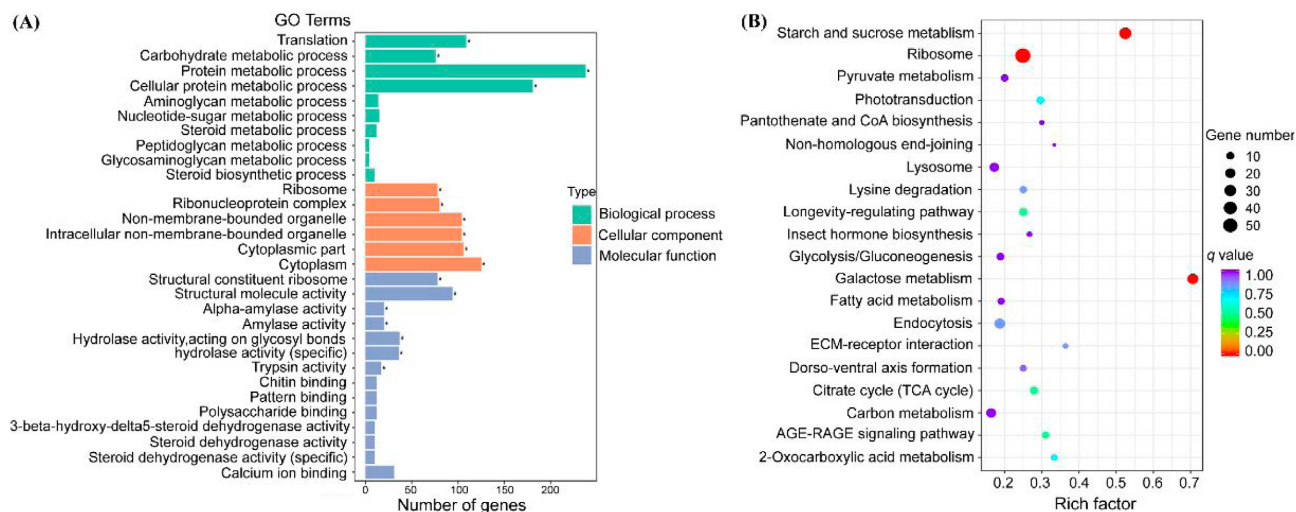 (A)
GO Terms
Translation
Carbohydrate metabolic process
Protein metabolic process
Cellular protein metabolic process
Aminoglycan metabolic process
Nucleotide-sugar metabolic process
Steroid metabolic process
Peptidoglycan metabolic process
Glycosaminoglycan metabolic process
Steroid biosynthetic process
Ribosome
Ribonucleoprotein complex
Non-membrane-bounded organelle
Intracellular non-membrane-bounded organelle
Cytoplasmic part
Cytoplasm
Structural constituent ribosome
Structural molecule activity
Alpha-amylase activity
Amylase activity
Hydrolase activity,acting on glycosyl bonds
hydrolase activity (specific)
Trypsin activity
Chitin binding
Pattern binding
Polysaccharide binding
3-beta-hydroxy-delta5-steroid dehydrogenase activity
Steroid dehydrogenase activity
Steroid dehydrogenase activity (specific)
Calcium ion binding
0 50 100 150 200
Number of genes
Type
Biological process
Cellular component
Molecular function
(B)
Starch and sucrose metablism
Ribosome
Pyruvate metabolism
Phototransduction
Pantothenate and CoA biosynthesis
Non-homologous end-joining
Lysosome
Lysine degradation
Longevity-regulating pathway
Insect hormone biosynthesis
Glycolysis/Gluconeogenesis
Galactose metablism
Fatty acid metabolism
Endocytosis
ECM-receptor interaction
Dorso-ventral axis formation
Citrate cycle (TCA cycle)
Carbon metabolism
AGE-RAGE signaling pathway
2-Oxocarboxylic acid metabolism
0.2 0.3 0.4 0.5 0.6 0.7
Rich factor
Gene number
10
20
30
40
50
q value
1.00
0.75
0.50
0.25
0.00